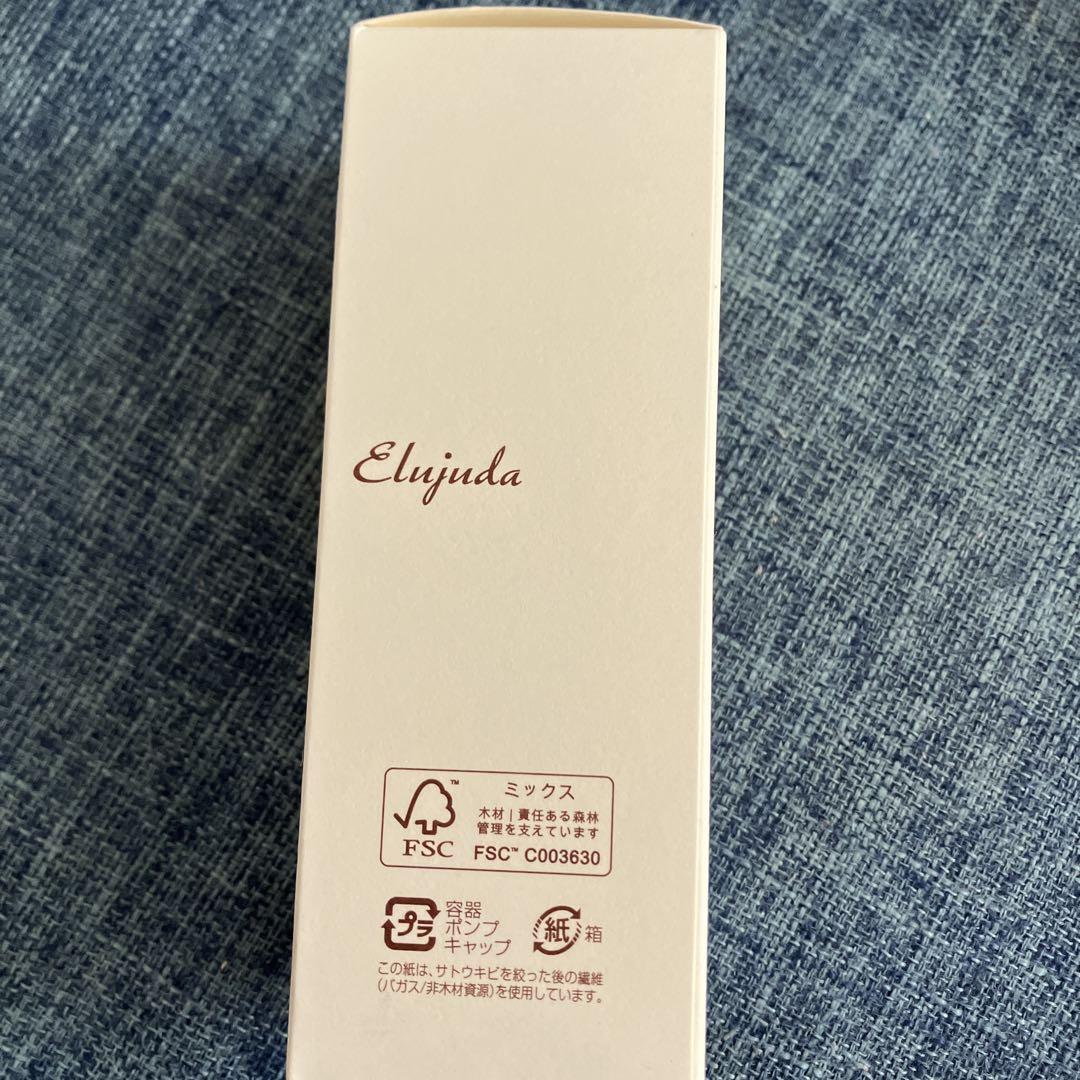 Elujuda
ミックス
木材 | 責任ある森林
管理を支えています
FSC™ C003630
FSC™
プラ
容器
ポンプ
キャップ
紙
箱
この紙は、サトウキビを絞った後の繊維
(バガス/非木材資源)を使用しています。